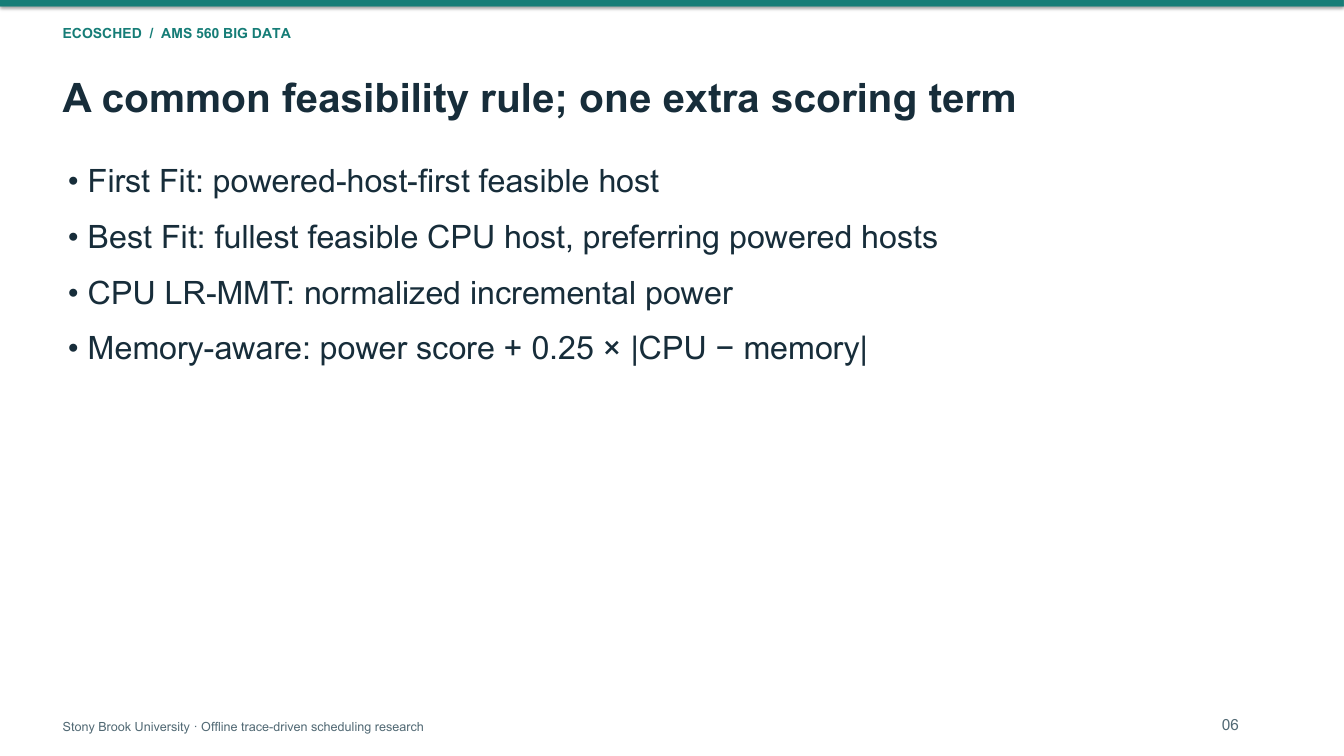 ECOSCHED / AMS 560 BIG DATA
A common feasibility rule; one extra scoring term
• First Fit: powered-host-first feasible host
• Best Fit: fullest feasible CPU host, preferring powered hosts
• CPU LR-MMT: normalized incremental power
• Memory-aware: power score + 0.25 × |CPU − memory|
Stony Brook University · Offline trace-driven scheduling research
06